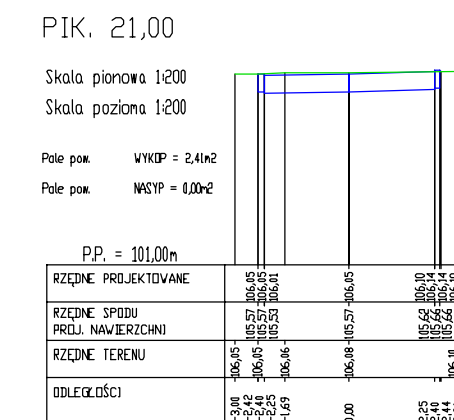 PIK. 21,00
Skala pionowa 1:200
Skala pozioma 1:200
Pole pow. WYKOP = 2,41m2
Pole pow. NASYP = 0,00m2
P.P. = 101,00m
RZĘDNE PROJEKTOWANE 106,05 106,05 106,01 106,05 106,10 106,14 106,14
RZĘDNE SPODU 105,57 105,57 105,53 105,57 105,62 105,66 105,66
PROJ. NAWIERZCHNI
RZĘDNE TERENU 106,05 106,05 106,06 106,08
ODLEGŁOŚCI -3,00 -2,42 -2,40 -2,25 -1,69 0,00 2,25 2,40 2,44